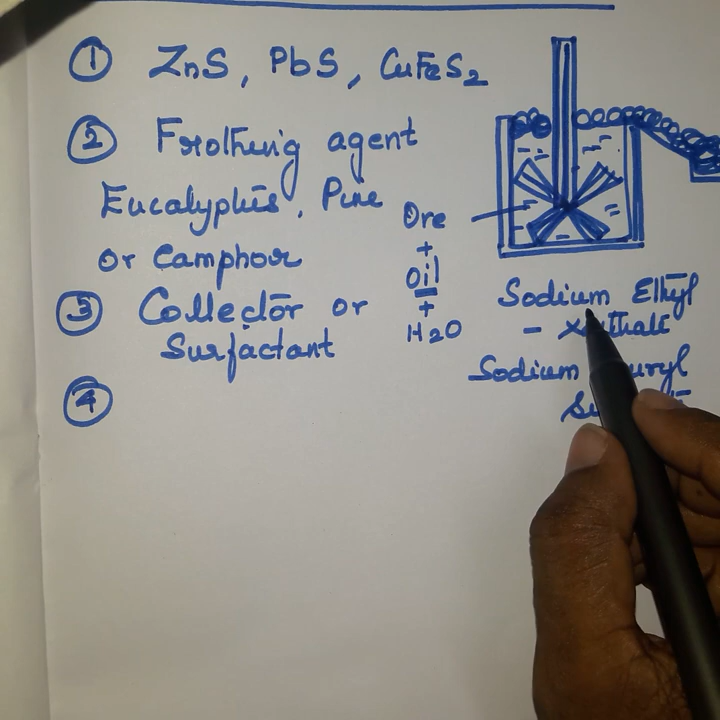 ① ZnS, PbS, CuFeS2
② Frothing agent
Eucalyptus, Pine
or Camphor
③ Collector or
Surfactant
④
Ore
+
Oil
+
H2O
Sodium Ethyl
Sodium